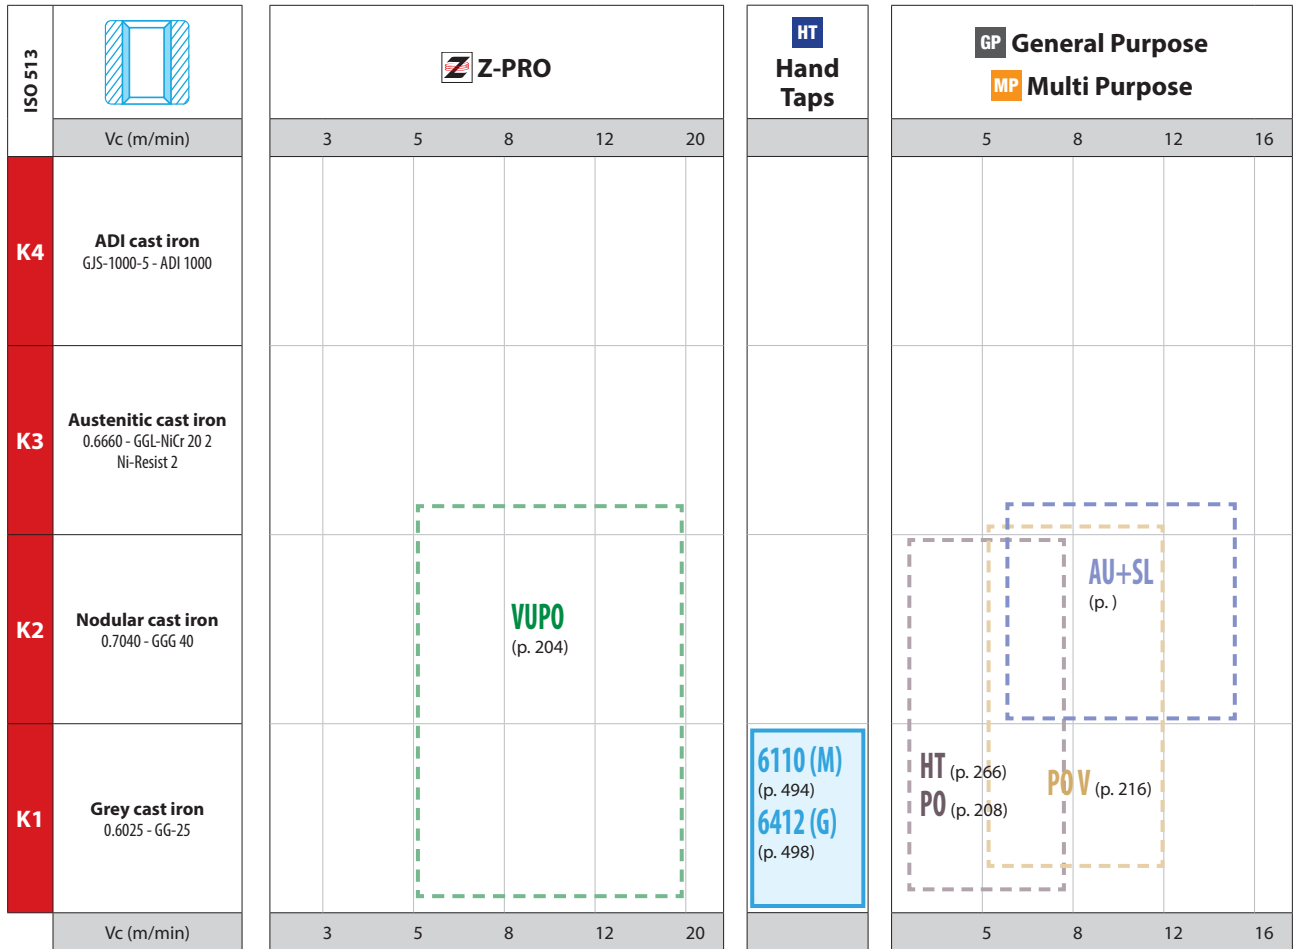 ISO 513
Z-PRO
HT
Hand
Taps
GP General Purpose
MP Multi Purpose
Vc (m/min)
3 5 8 12 20
5 8 12 16
K4
ADI cast iron
GJS-1000-5 - ADI 1000
K3
Austenitic cast iron
0.6660 - GGL-NiCr 20 2
Ni-Resist 2
K2
Nodular cast iron
0.7040 - GGG 40
VUPO
(p. 204)
AU+SL
(p. )
K1
Grey cast iron
0.6025 - GG-25
6110 (M)
(p. 494)
6412 (G)
(p. 498)
HT (p. 266)
PO (p. 208)
PO V (p. 216)
Vc (m/min)
3 5 8 12 20
5 8 12 16